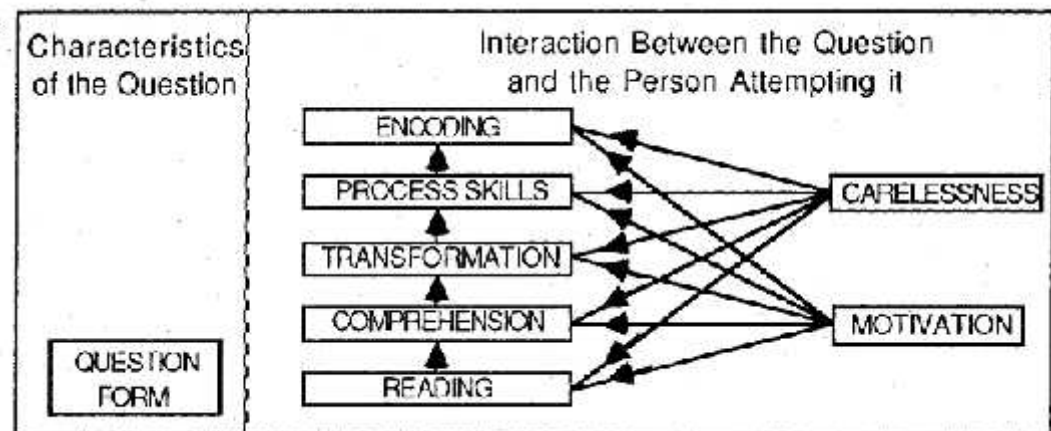 Characteristics
of the Question
Interaction Between the Question
and the Person Attempting it
ENCODING
PROCESS SKILLS
TRANSFORMATION
COMPREHENSION
READING
CARELESSNESS
MOTIVATION
QUESTION
FORM